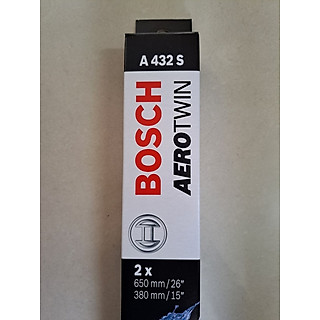 A 432 S
BOSCH
AEROTWIN
2 x
650 mm/26"
380 mm/15"